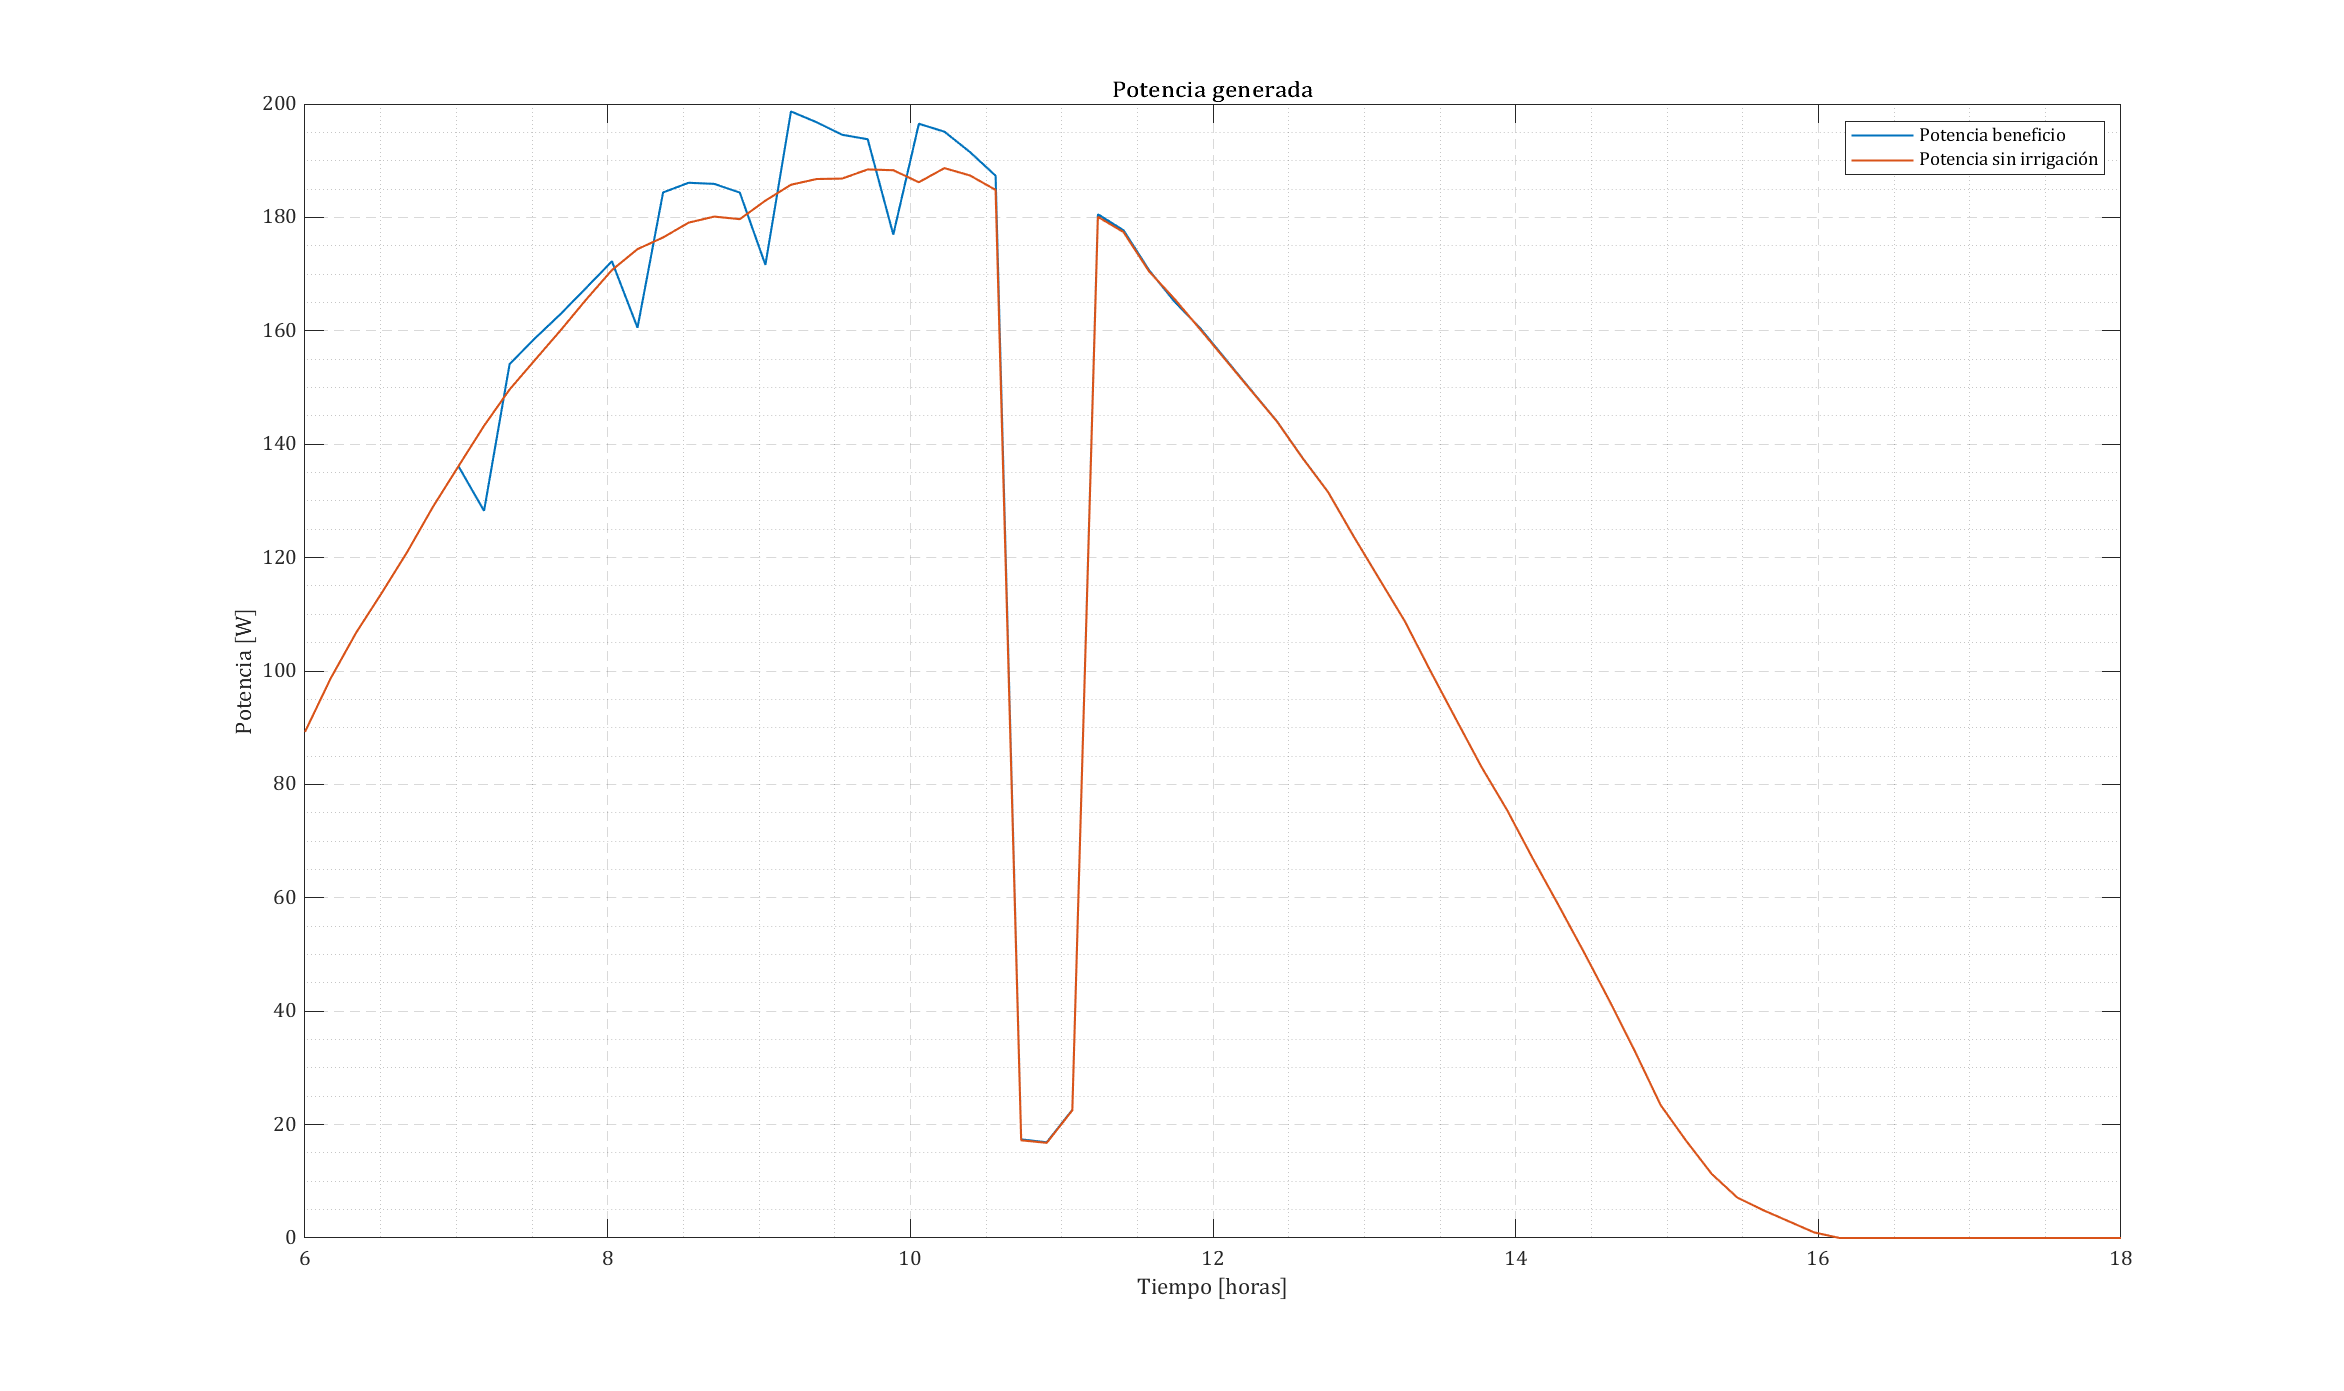 Potencia generada
200
180
160
140
120
100
80
60
40
20
0
Potencia [W]
Potencia beneficio
Potencia sin irrigación
6 8 10 12 14 16 18
Tiempo [horas]